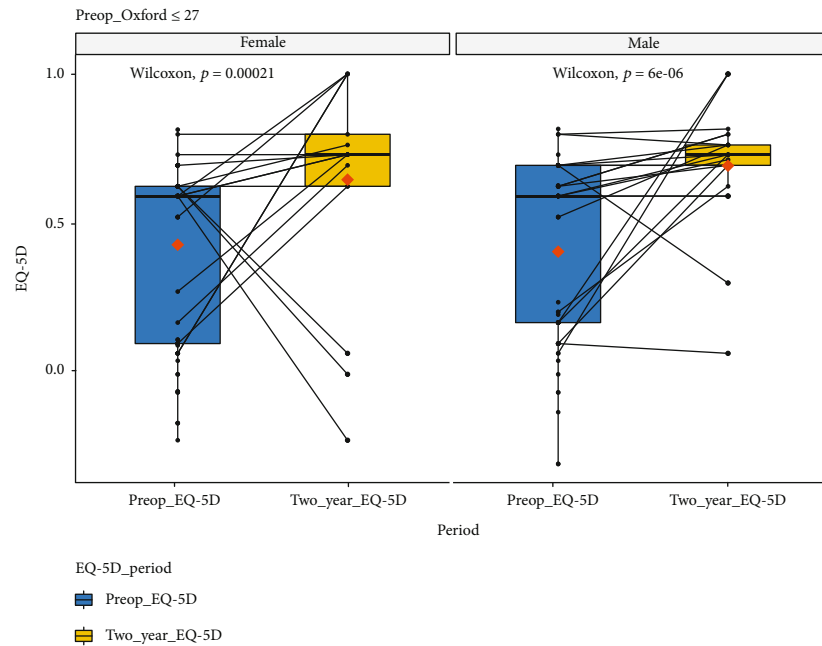 Preop_Oxford ≤ 27
Female
Male
Wilcoxon, p = 0.00021
Wilcoxon, p = 6e-06
1.0
0.5
0.0
EQ-5D
Preop_EQ-5D
Two_year_EQ-5D
Preop_EQ-5D
Two_year_EQ-5D
Period
EQ-5D_period
Preop_EQ-5D
Two_year_EQ-5D